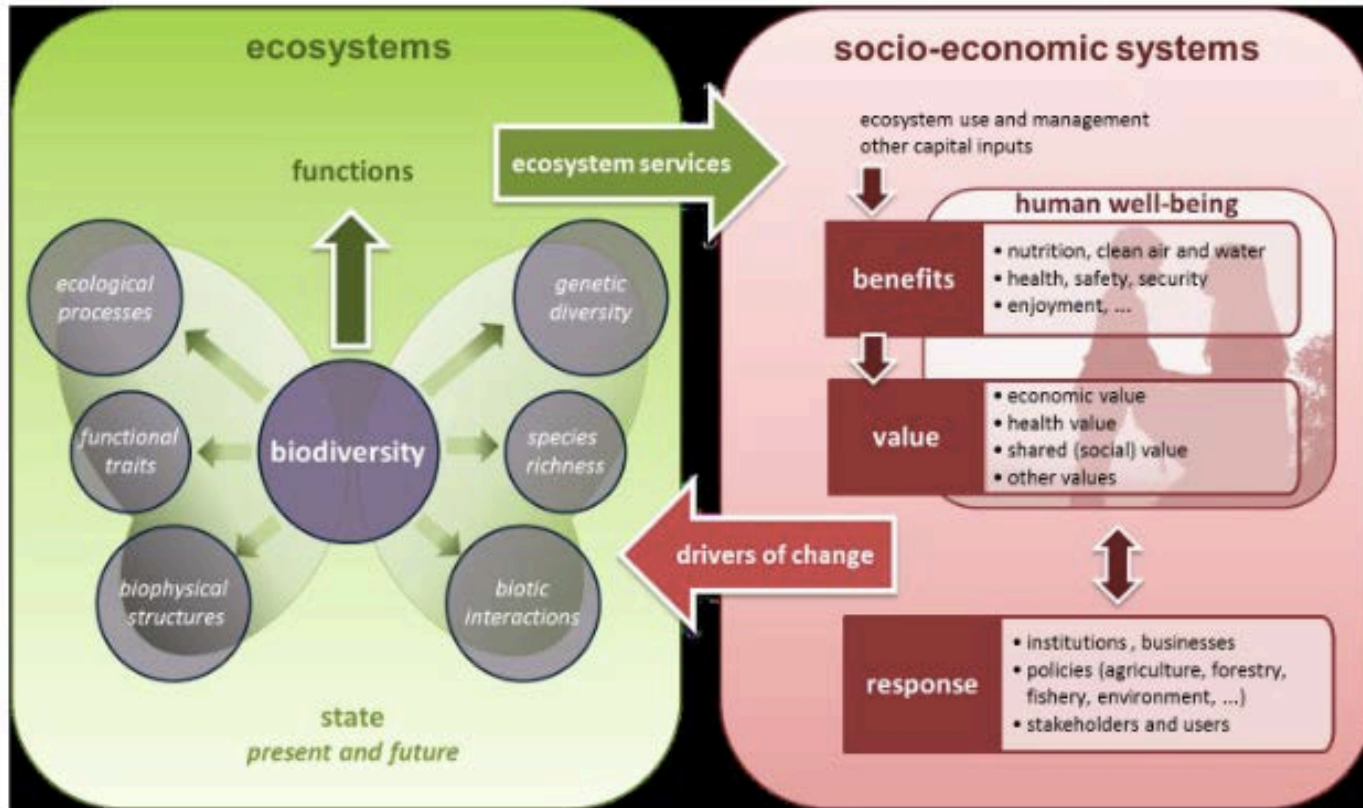 ecosystems
functions
ecological
processes
genetic
diversity
functional
traits
biodiversity
species
richness
biophysical
structures
biotic
interactions
state
present and future
ecosystem services
drivers of change
socio-economic systems
ecosystem use and management
other capital inputs
human well-being
benefits
• nutrition, clean air and water
• health, safety, security
• enjoyment, ...
value
• economic value
• health value
• shared (social) value
• other values
response
• institutions , businesses
• policies (agriculture, forestry,
fishery, environment, ...)
• stakeholders and users